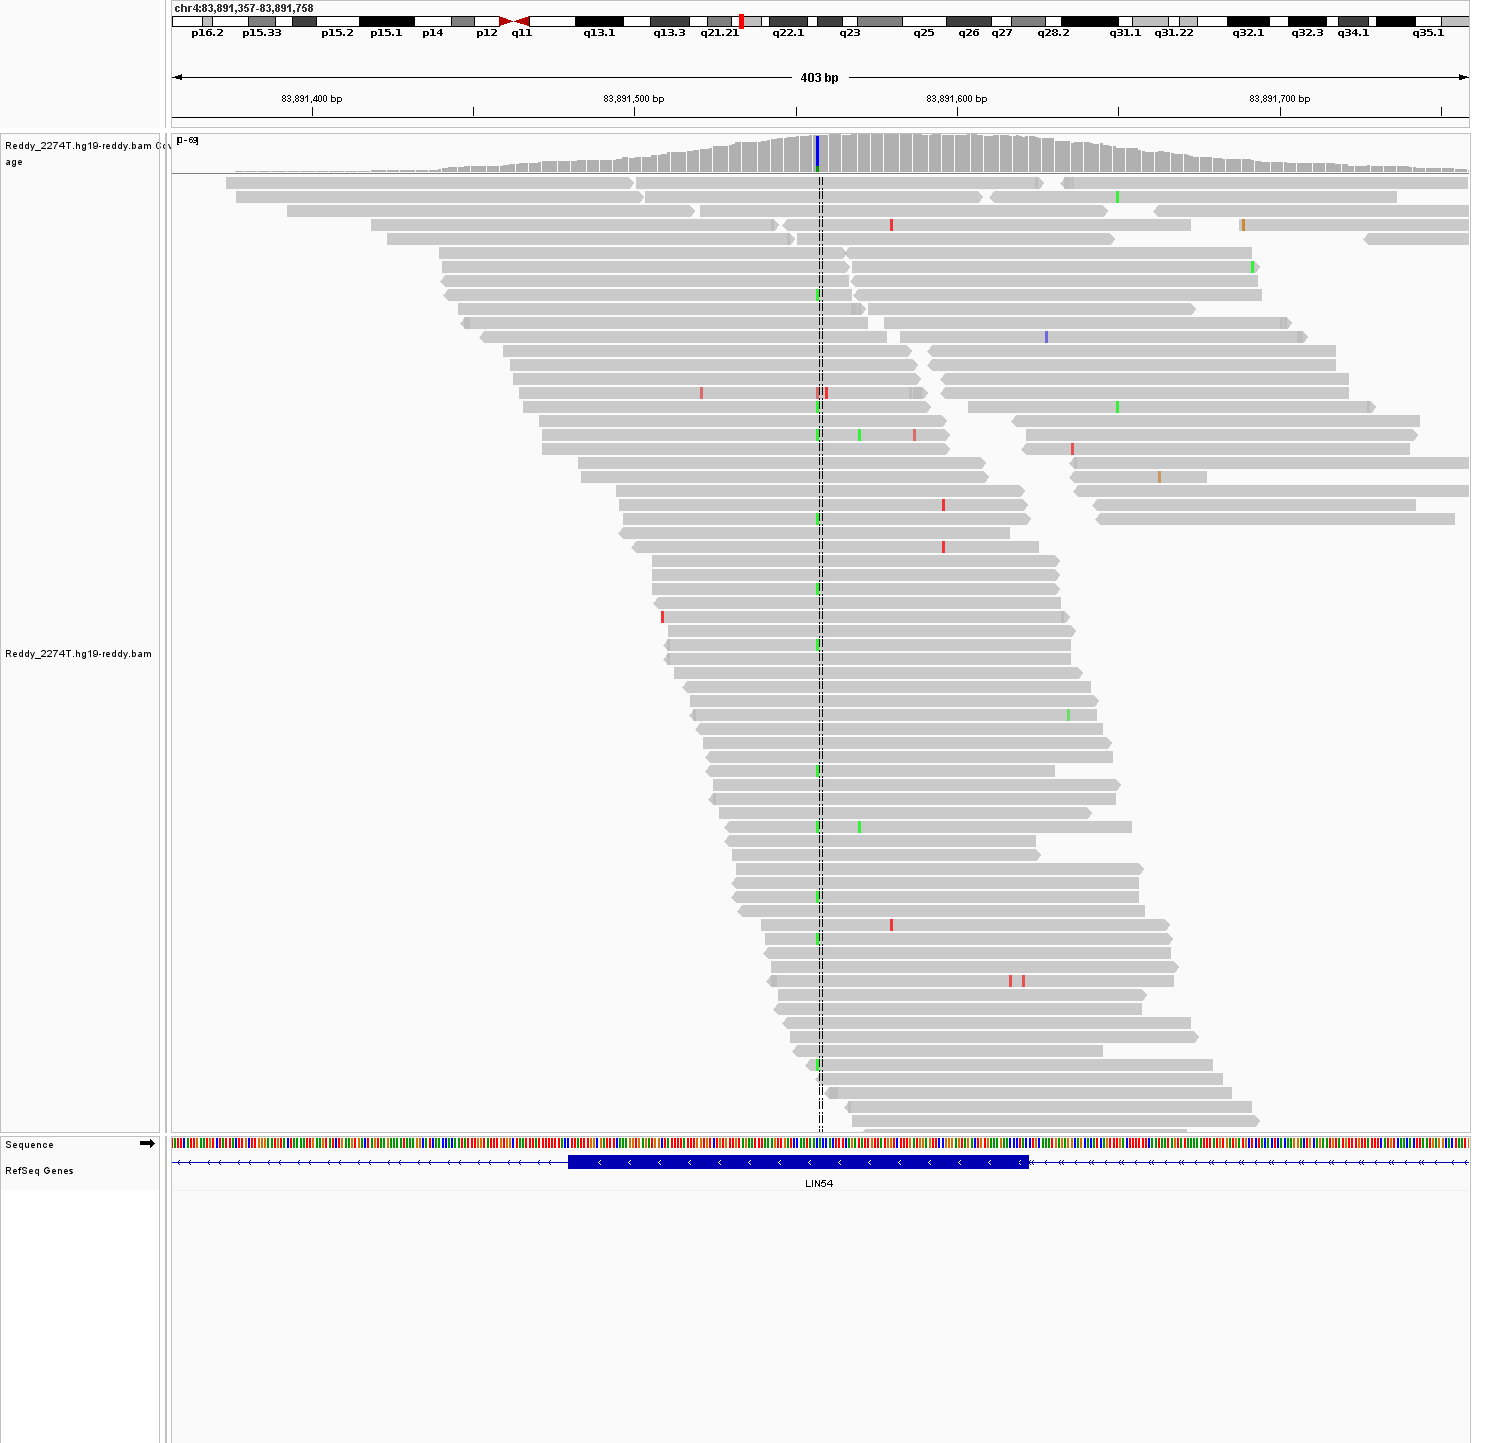 chr4:83,891,357-83,891,758
p16.2 p15.33 p15.2 p15.1 p14 p12 q11 q13.1 q13.3 q21.21 q22.1 q23 q25 q26 q27 q28.2 q31.1 q31.22 q32.1 q32.3 q34.1 q35.1
403 bp
83,891,400 bp 83,891,500 bp 83,891,600 bp 83,891,700 bp
Reddy_2274T.hg19-reddy.bam Cov
age
[0-69]
Reddy_2274T.hg19-reddy.bam
Sequence
RefSeq Genes
LIN54